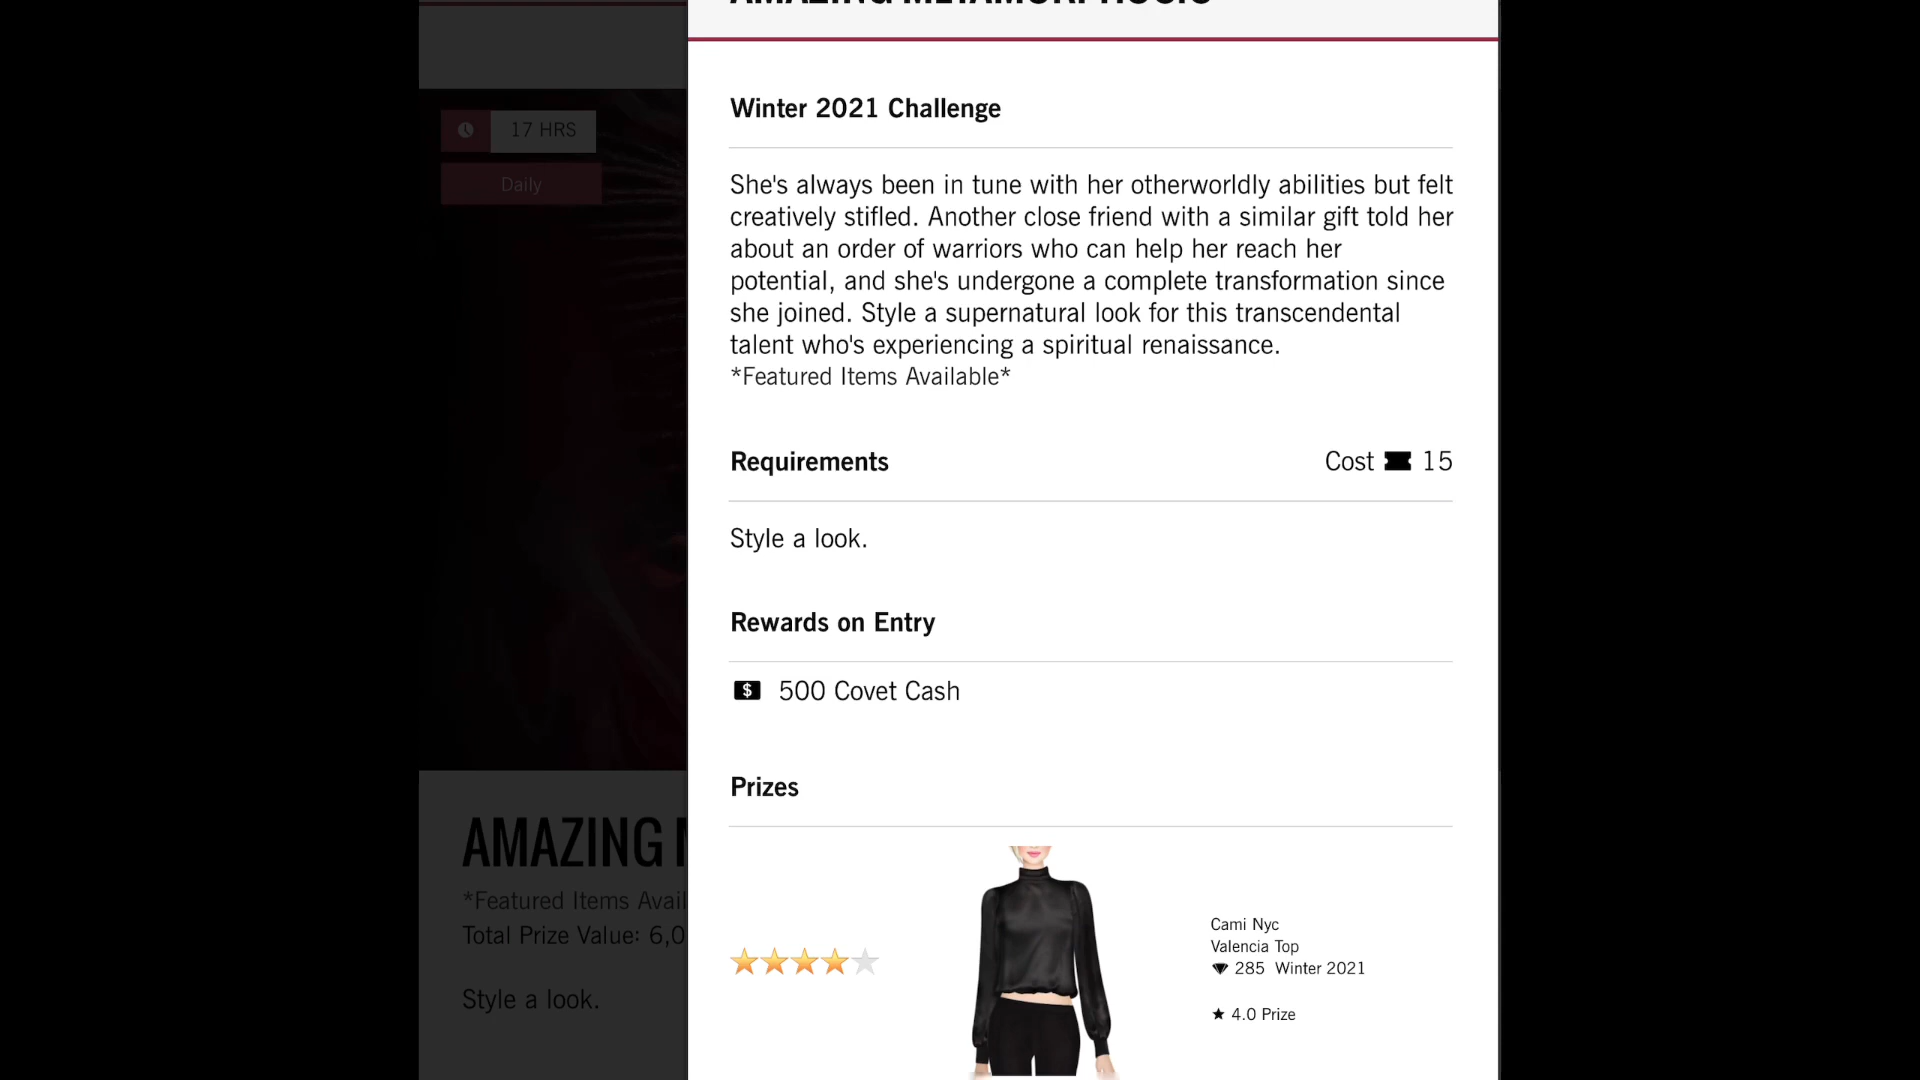 AMAZING METAMORPHOSIS
Winter 2021 Challenge
17 HRS
Daily
She's always been in tune with her otherworldly abilities but felt
creatively stifled. Another close friend with a similar gift told her
about an order of warriors who can help her reach her
potential, and she's undergone a complete transformation since
she joined. Style a supernatural look for this transcendental
talent who's experiencing a spiritual renaissance.
*Featured Items Available*
Requirements
Cost 15
Style a look.
Rewards on Entry
$ 500 Covet Cash
Prizes
Cami Nyc
Valencia Top
285 Winter 2021
4.0 Prize
AMAZING
*Featured Items Avail
Total Prize Value: 6,0
Style a look.